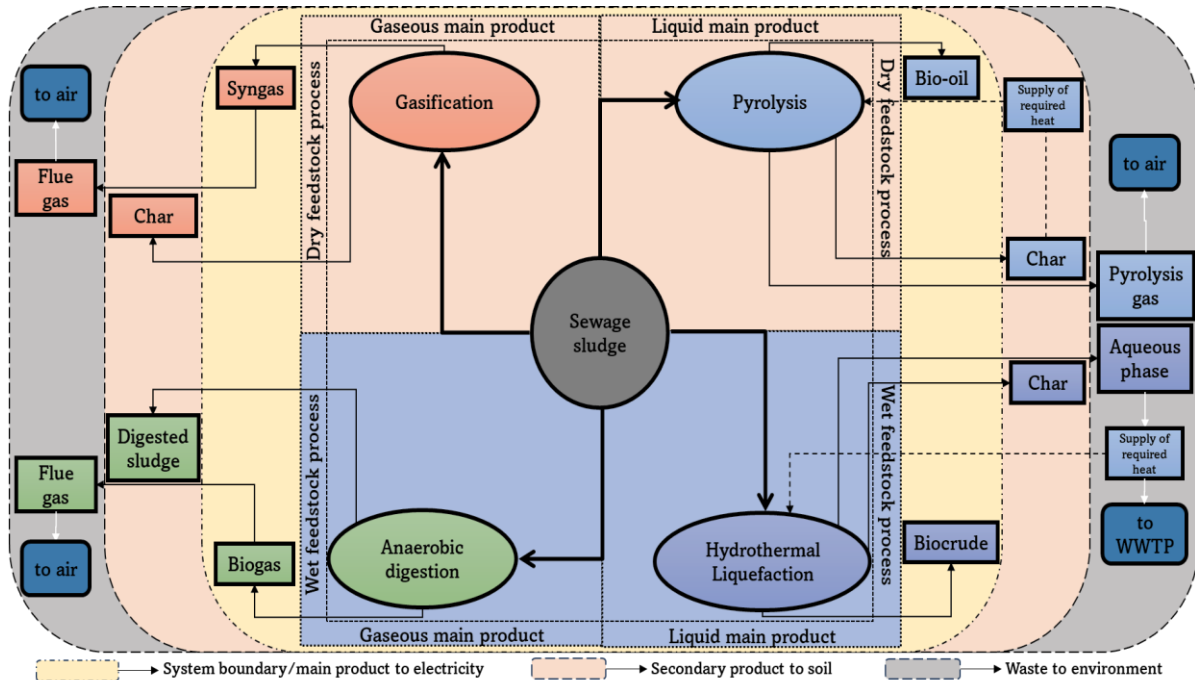 Gaseous main product
Liquid main product
to air
Syngas
Gasification
Pyrolysis
Bio-oil
Supply of
required
heat
Dry feedstock process
Dry feedstock process
to air
Flue
gas
Char
Char
Pyrolysis
gas
Sewage
sludge
Aqueous
phase
Char
Wet feedstock process
Wet feedstock process
Digested
sludge
Supply of
required
heat
Flue
gas
to
WWTP
Biogas
Anaerobic
digestion
Hydrothermal
Liquefaction
Biocrude
to air
Gaseous main product
Liquid main product
System boundary/main product to electricity
Secondary product to soil
Waste to environment